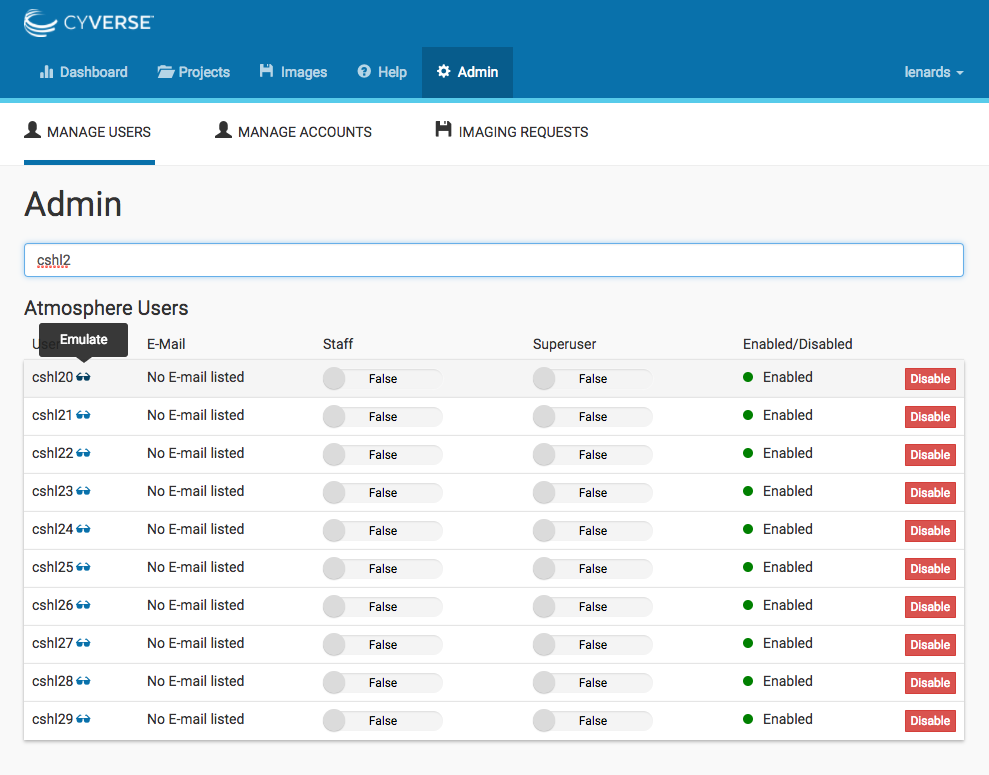 CYVERSE
Dashboard Projects Images Help Admin lenards
MANAGE USERS MANAGE ACCOUNTS IMAGING REQUESTS
Admin
cshl2
Atmosphere Users
Emulate
User E-Mail Staff Superuser Enabled/Disabled
cshl20 No E-mail listed False False Enabled Disable
cshl21 No E-mail listed False False Enabled Disable
cshl22 No E-mail listed False False Enabled Disable
cshl23 No E-mail listed False False Enabled Disable
cshl24 No E-mail listed False False Enabled Disable
cshl25 No E-mail listed False False Enabled Disable
cshl26 No E-mail listed False False Enabled Disable
cshl27 No E-mail listed False False Enabled Disable
cshl28 No E-mail listed False False Enabled Disable
cshl29 No E-mail listed False False Enabled Disable